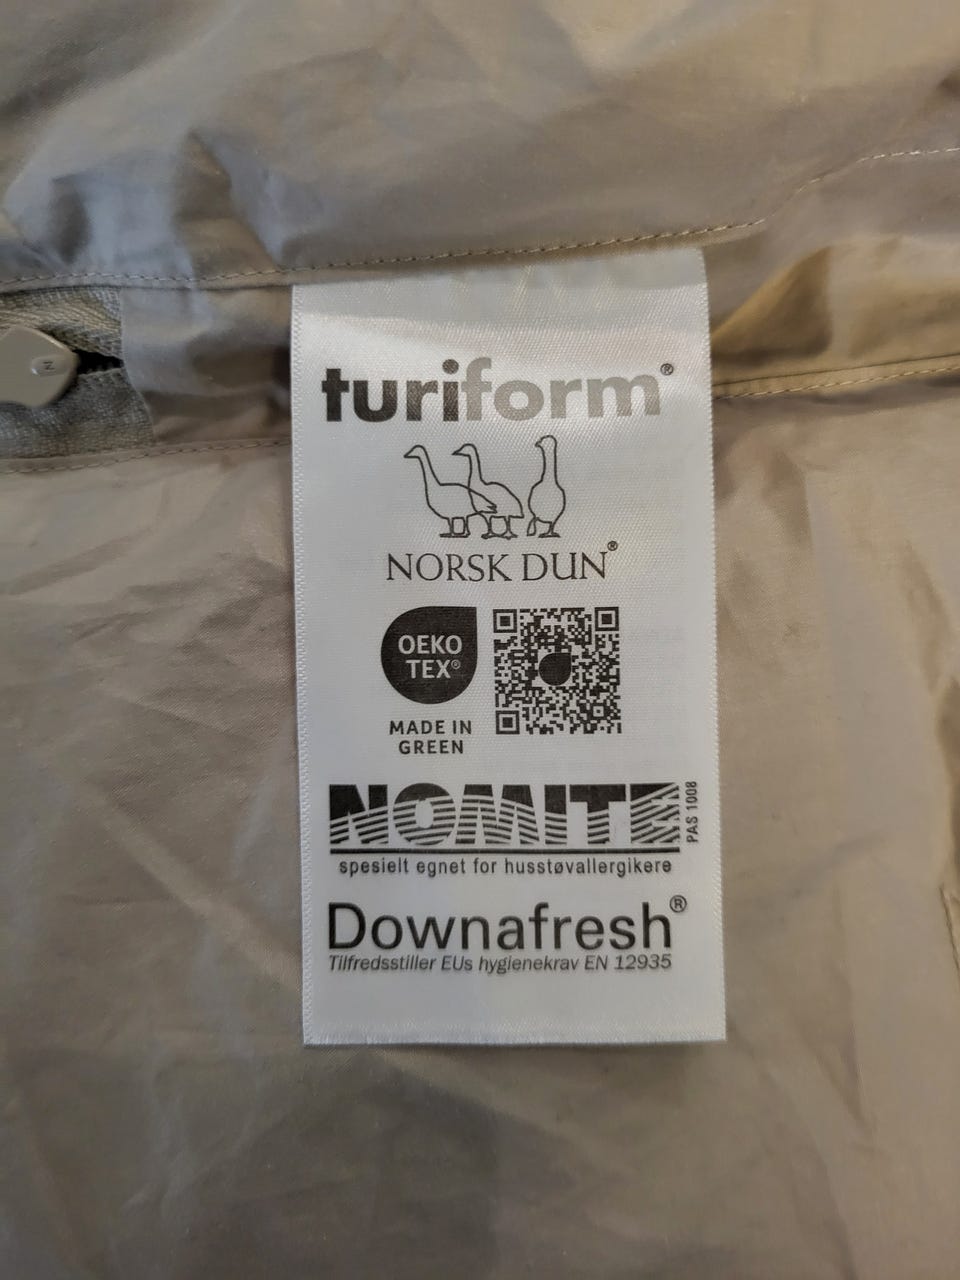 turiform®
NORSK DUN®
OEKO
TEX®
MADE IN
GREEN
NOMITE
PAS 1008
spesielt egnet for husstøvallergikere
Downafresh®
Tilfredsstiller EUs hygienekrav EN 12935
N